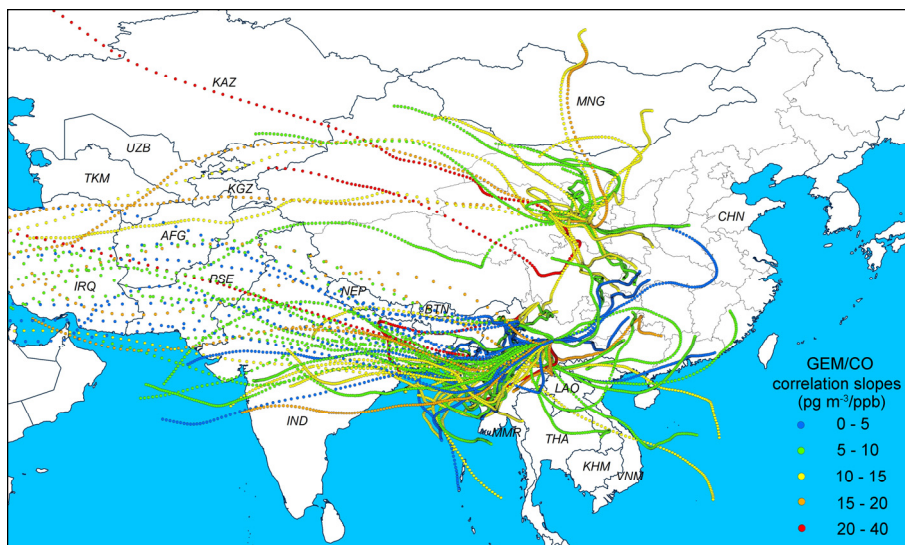 KAZ
MNG
UZB
TKM
KGZ
CHN
AFG
IRQ
PSE
NEP
BTN
LAO
IND
MMR
THA
KHM
VNM
GEM/CO
correlation slopes
(pg m⁻³/ppb)
0 - 5
5 - 10
10 - 15
15 - 20
20 - 40